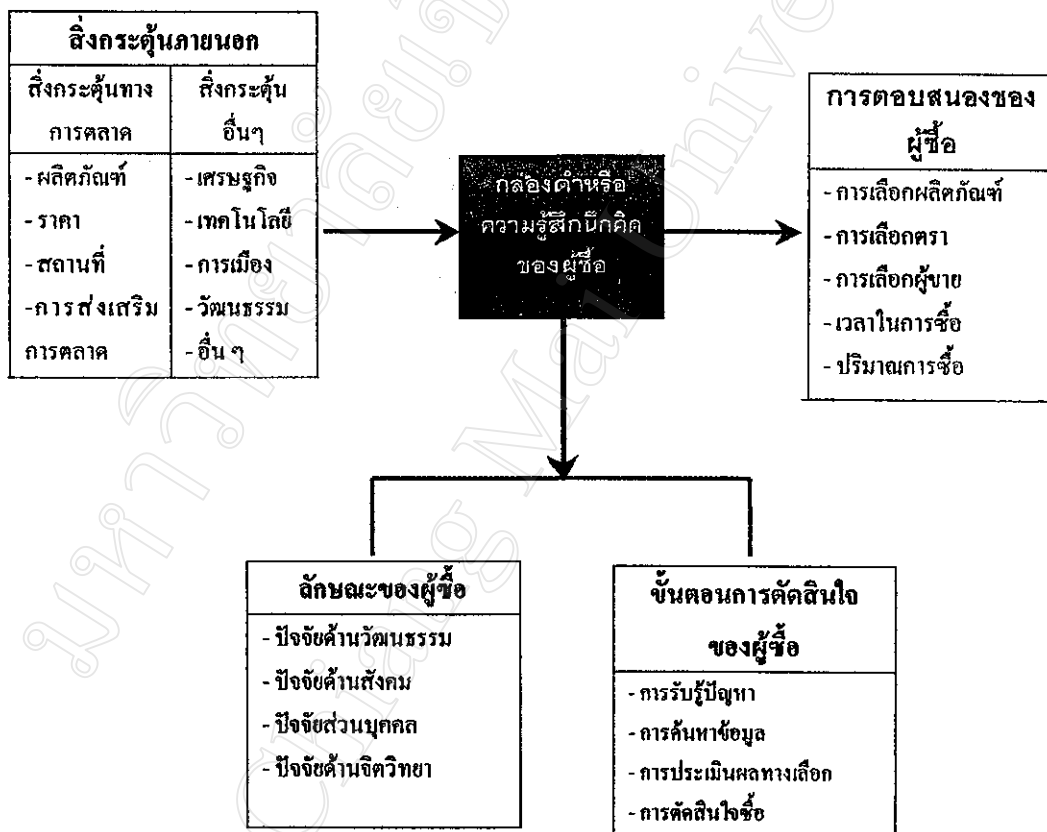 สิ่งกระตุ้นภายนอก
สิ่งกระตุ้นทาง
การตลาด
สิ่งกระตุ้น
อื่นๆ
- ผลิตภัณฑ์
- ราคา
- สถานที่
-การส่งเสริม
การตลาด
- เศรษฐกิจ
-เทคโนโลยี
- การเมือง
- วัฒนธรรม
- อื่น ๆ
กล่องดำหรือ
ความรู้สึกนึกคิด
ของผู้ซื้อ
การตอบสนองของ
ผู้ซื้อ
- การเลือกผลิตภัณฑ์
- การเลือกตรา
- การเลือกผู้ขาย
-เวลาในการซื้อ
- ปริมาณการซื้อ
ลักษณะของผู้ซื้อ
- ปัจจัยด้านวัฒนธรรม
- ปัจจัยด้านสังคม
- ปัจจัยส่วนบุคคล
- ปัจจัยด้านจิตวิทยา
ขั้นตอนการตัดสินใจ
ของผู้ซื้อ
- การรับรู้ปัญหา
- การค้นหาข้อมูล
- การประเมินผลทางเลือก
- การตัดสินใจซื้อ
มหาวิทยาลัยเชี
Chiang Mai Unive